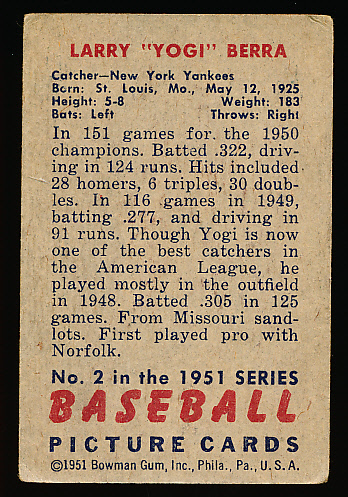 LARRY "YOGI" BERRA
Catcher—New York Yankees
Born: St. Louis, Mo., May 12, 1925
Height: 5-8 Weight: 183
Bats: Left Throws: Right
In 151 games for the 1950
champions. Batted .322, driv-
ing in 124 runs. Hits included
28 homers, 6 triples, 30 doub-
les. In 116 games in 1949,
batting .277, and driving in
91 runs. Though Yogi is now
one of the best catchers in
the American League, he
played mostly in the outfield
in 1948. Batted .305 in 125
games. From Missouri sand-
lots. First played pro with
Norfolk.
No. 2 in the 1951 SERIES
BASEBALL
PICTURE CARDS
©1951 Bowman Gum, Inc., Phila., Pa., U. S. A.